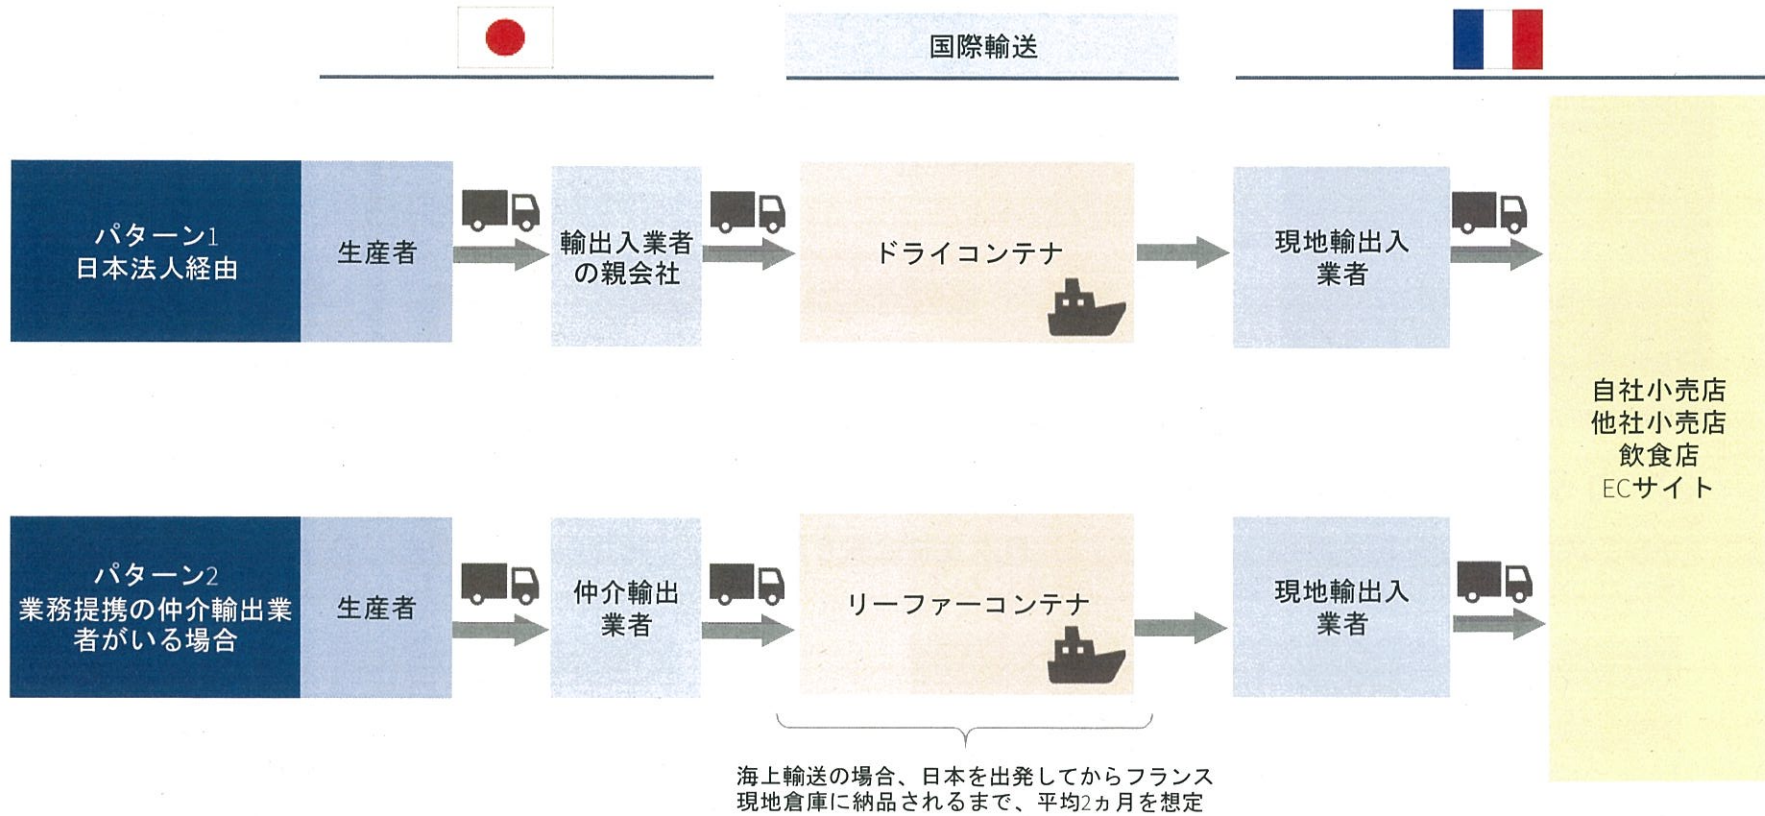 国際輸送
パターン1
日本法人経由
生産者
輸出入業者
の親会社
ドライコンテナ
現地輸出入
業者
自社小売店
他社小売店
飲食店
ECサイト
パターン2
業務提携の仲介輸出業
者がいる場合
生産者
仲介輸出
業者
リーファーコンテナ
現地輸出入
業者
海上輸送の場合、日本を出発してからフランス
現地倉庫に納品されるまで、平均2ヵ月を想定